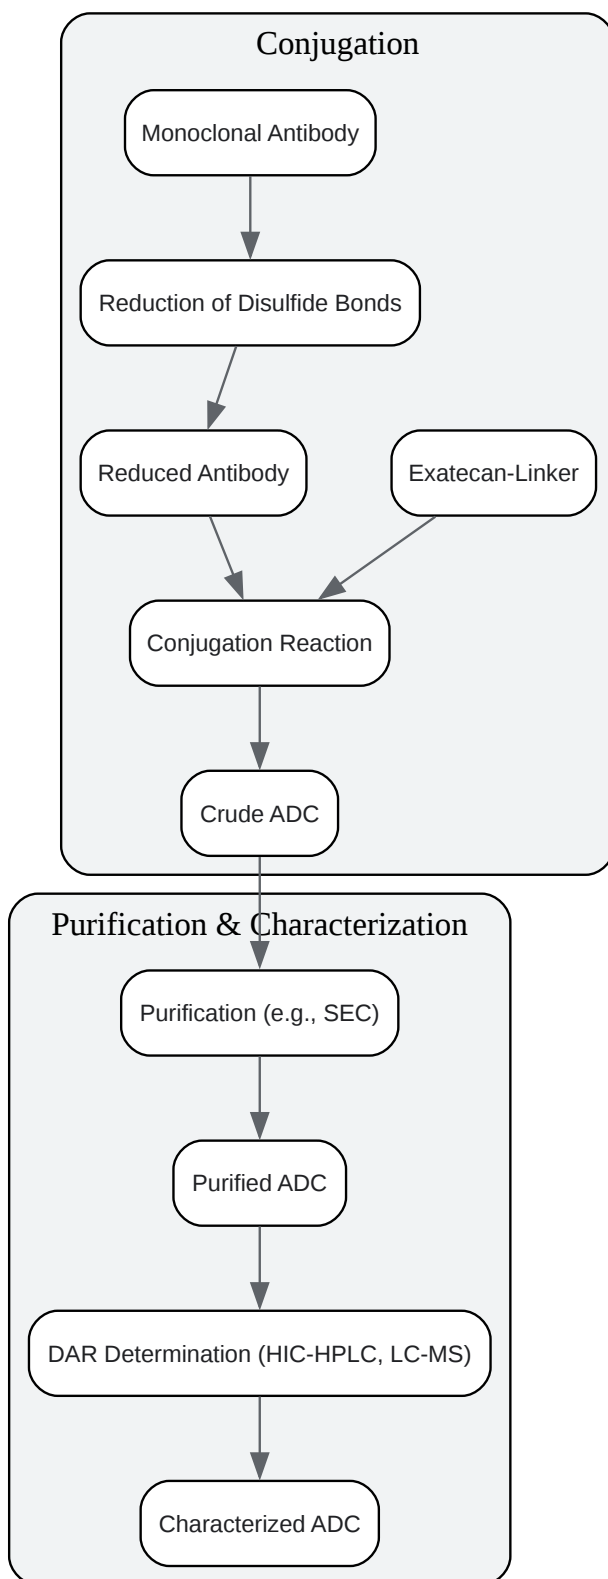 Conjugation
Monoclonal Antibody
Reduction of Disulfide Bonds
Reduced Antibody
Exatecan-Linker
Conjugation Reaction
Crude ADC
Purification & Characterization
Purification (e.g., SEC)
Purified ADC
DAR Determination (HIC-HPLC, LC-MS)
Characterized ADC